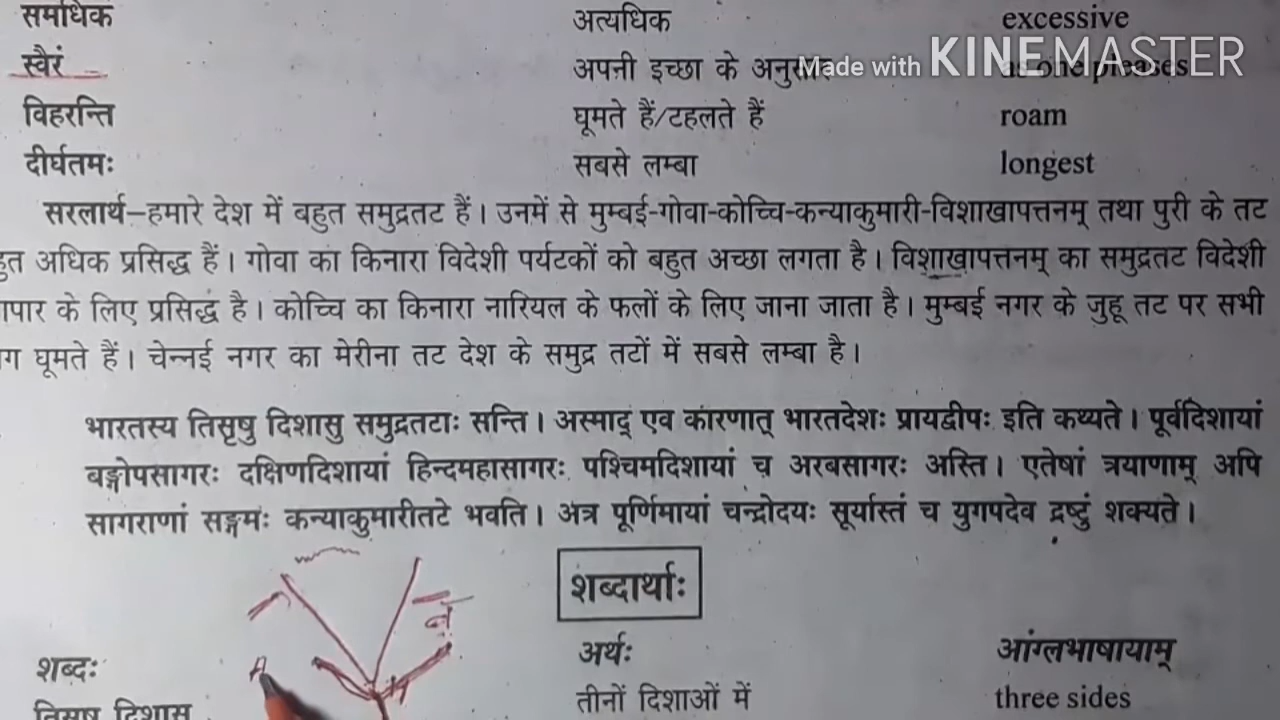 समधिकं अत्यधिक excessive
स्वैरं अपनी इच्छा के अनुसार as one pleases
Made with KINEMASTER
विहरन्ति घूमते हैं/टहलते हैं roam
दीर्घतमः सबसे लम्बा longest
सरलार्थ–हमारे देश में बहुत समुद्रतट हैं। उनमें से मुम्बई-गोवा-कोच्चि-कन्याकुमारी-विशाखापत्तनम् तथा पुरी के तट
अधिक प्रसिद्ध हैं। गोवा का किनारा विदेशी पर्यटकों को बहुत अच्छा लगता है। विशाखापत्तनम् का समुद्रतट विदेशी
के लिए प्रसिद्ध है। कोच्चि का किनारा नारियल के फलों के लिए जाना जाता है। मुम्बई नगर के जुहू तट पर सभी
घूमते हैं। चेन्नई नगर का मेरीना तट देश के समुद्र तटों में सबसे लम्बा है।
भारतस्य तिसृषु दिशासु समुद्रतटाः सन्ति। अस्माद् एव कारणात् भारतदेशः प्रायद्वीपः इति कथ्यते। पूर्वदिशायां
बङ्गोपसागरः दक्षिणदिशायां हिन्दमहासागरः पश्चिमदिशायां च अरबसागरः अस्ति। एतेषां त्रयाणाम् अपि
सागराणां सङ्गमः कन्याकुमारीतटे भवति। अत्र पूर्णिमायां चन्द्रोदयः सूर्यास्तं च युगपदेव द्रष्टुं शक्यते।
शब्दार्थाः
शब्दः अर्थः आंग्लभाषायाम्
तिसृषु दिशासु तीनों दिशाओं में three sides